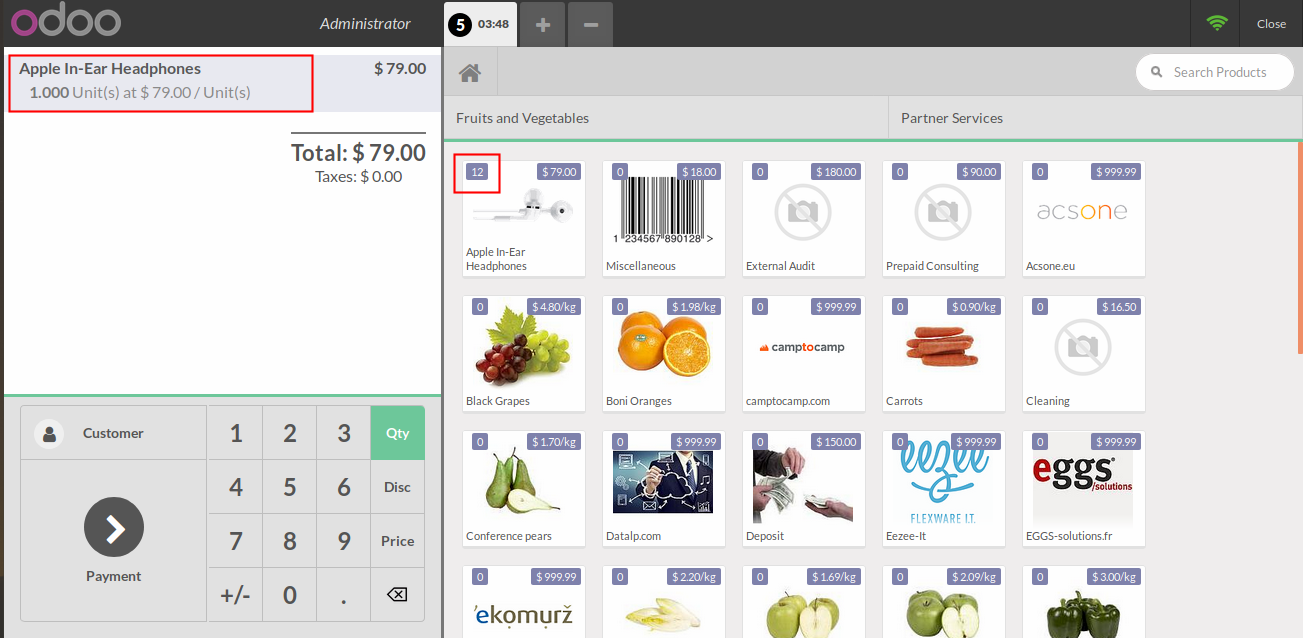 odoo
Administrator
5 03:48
Close
Apple In-Ear Headphones $ 79.00
1.000 Unit(s) at $ 79.00 / Unit(s)
Total: $ 79.00
Taxes: $ 0.00
Search Products
Fruits and Vegetables
Partner Services
12 $ 79.00
Apple In-Ear
Headphones
0 $ 18.00
1 234567 890128 >
Miscellaneous
0 $ 180.00
External Audit
0 $ 90.00
Prepaid Consulting
0 $ 999.99
acsone
Acsone.eu
0 $ 4.80/kg
Black Grapes
0 $ 1.98/kg
Boni Oranges
0 $ 999.99
camptocamp
camptocamp.com
0 $ 0.90/kg
Carrots
0 $ 16.50
Cleaning
0 $ 1.70/kg
Conference pears
0 $ 999.99
Datalp.com
0 $ 150.00
Deposit
0 $ 999.99
eezee
FLEXWARE I.T.
Eezee-It
0 $ 999.99
eggs
/solutions
EGGS-solutions.fr
0 $ 999.99
ekomurž
0 $ 2.20/kg
0 $ 1.69/kg
0 $ 2.09/kg
0 $ 3.00/kg
Customer
Payment
1 2 3 Qty
4 5 6 Disc
7 8 9 Price
+/- 0 .